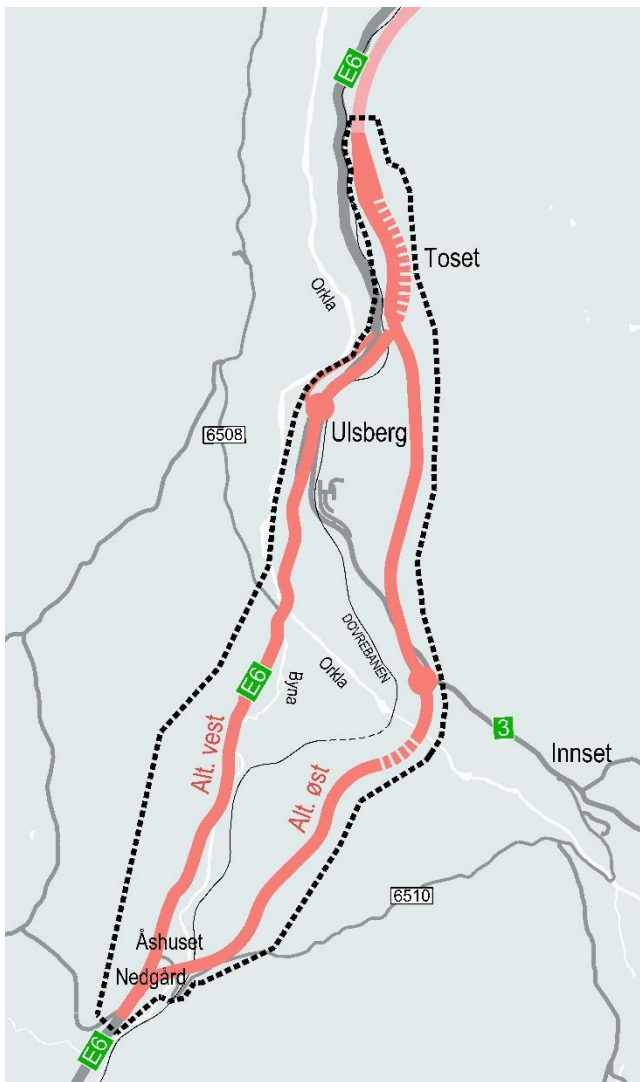 E6
Toset
Orkla
Ulsberg
6508
DOVREBANEN
Orkla
E6
Byna
3
Innset
Alt. vest
Alt. øst
6510
Åshuset
Nedgård
E6